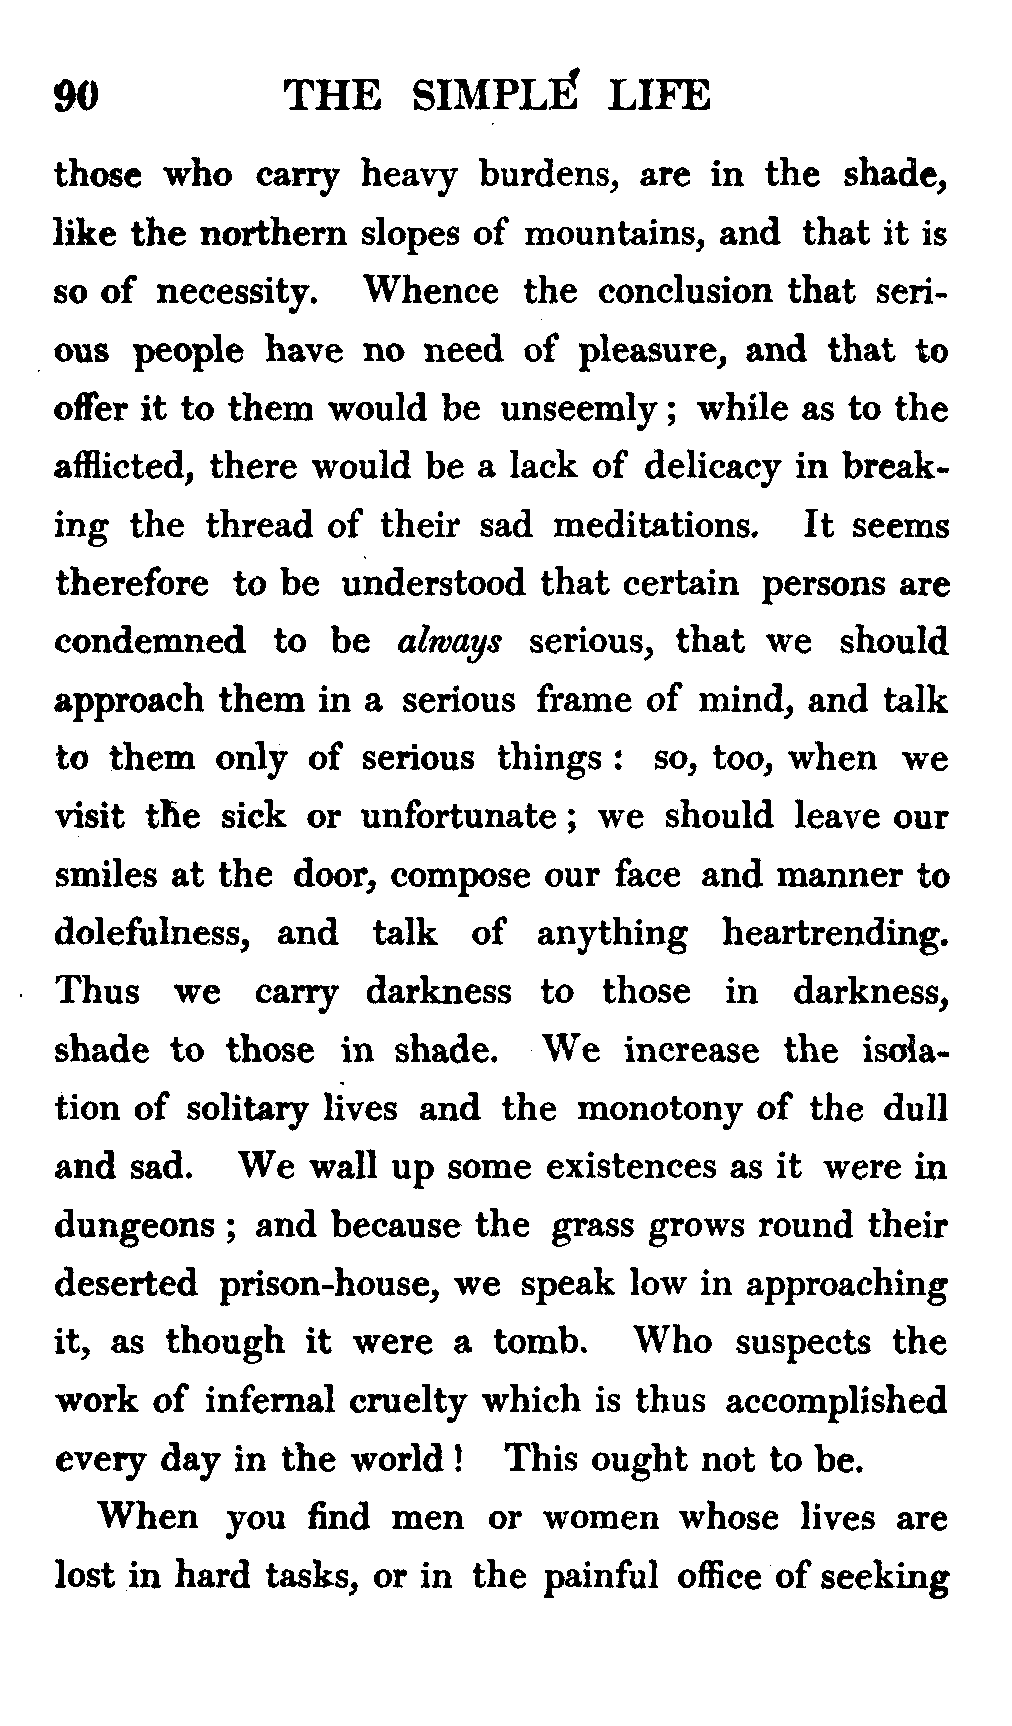 90 THE SIMPLE LIFE
those who carry heavy burdens, are in the shade,
like the northern slopes of mountains, and that it is
so of necessity. Whence the conclusion that seri-
ous people have no need of pleasure, and that to
offer it to them would be unseemly ; while as to the
afflicted, there would be a lack of delicacy in break-
ing the thread of their sad meditations. It seems
therefore to be understood that certain persons are
condemned to be always serious, that we should
approach them in a serious frame of mind, and talk
to them only of serious things : so, too, when we
visit the sick or unfortunate ; we should leave our
smiles at the door, compose our face and manner to
dolefulness, and talk of anything heartrending.
Thus we carry darkness to those in darkness,
shade to those in shade. We increase the isola-
tion of solitary lives and the monotony of the dull
and sad. We wall up some existences as it were in
dungeons ; and because the grass grows round their
deserted prison-house, we speak low in approaching
it, as though it were a tomb. Who suspects the
work of infernal cruelty which is thus accomplished
every day in the world ! This ought not to be.
When you find men or women whose lives are
lost in hard tasks, or in the painful office of seeking